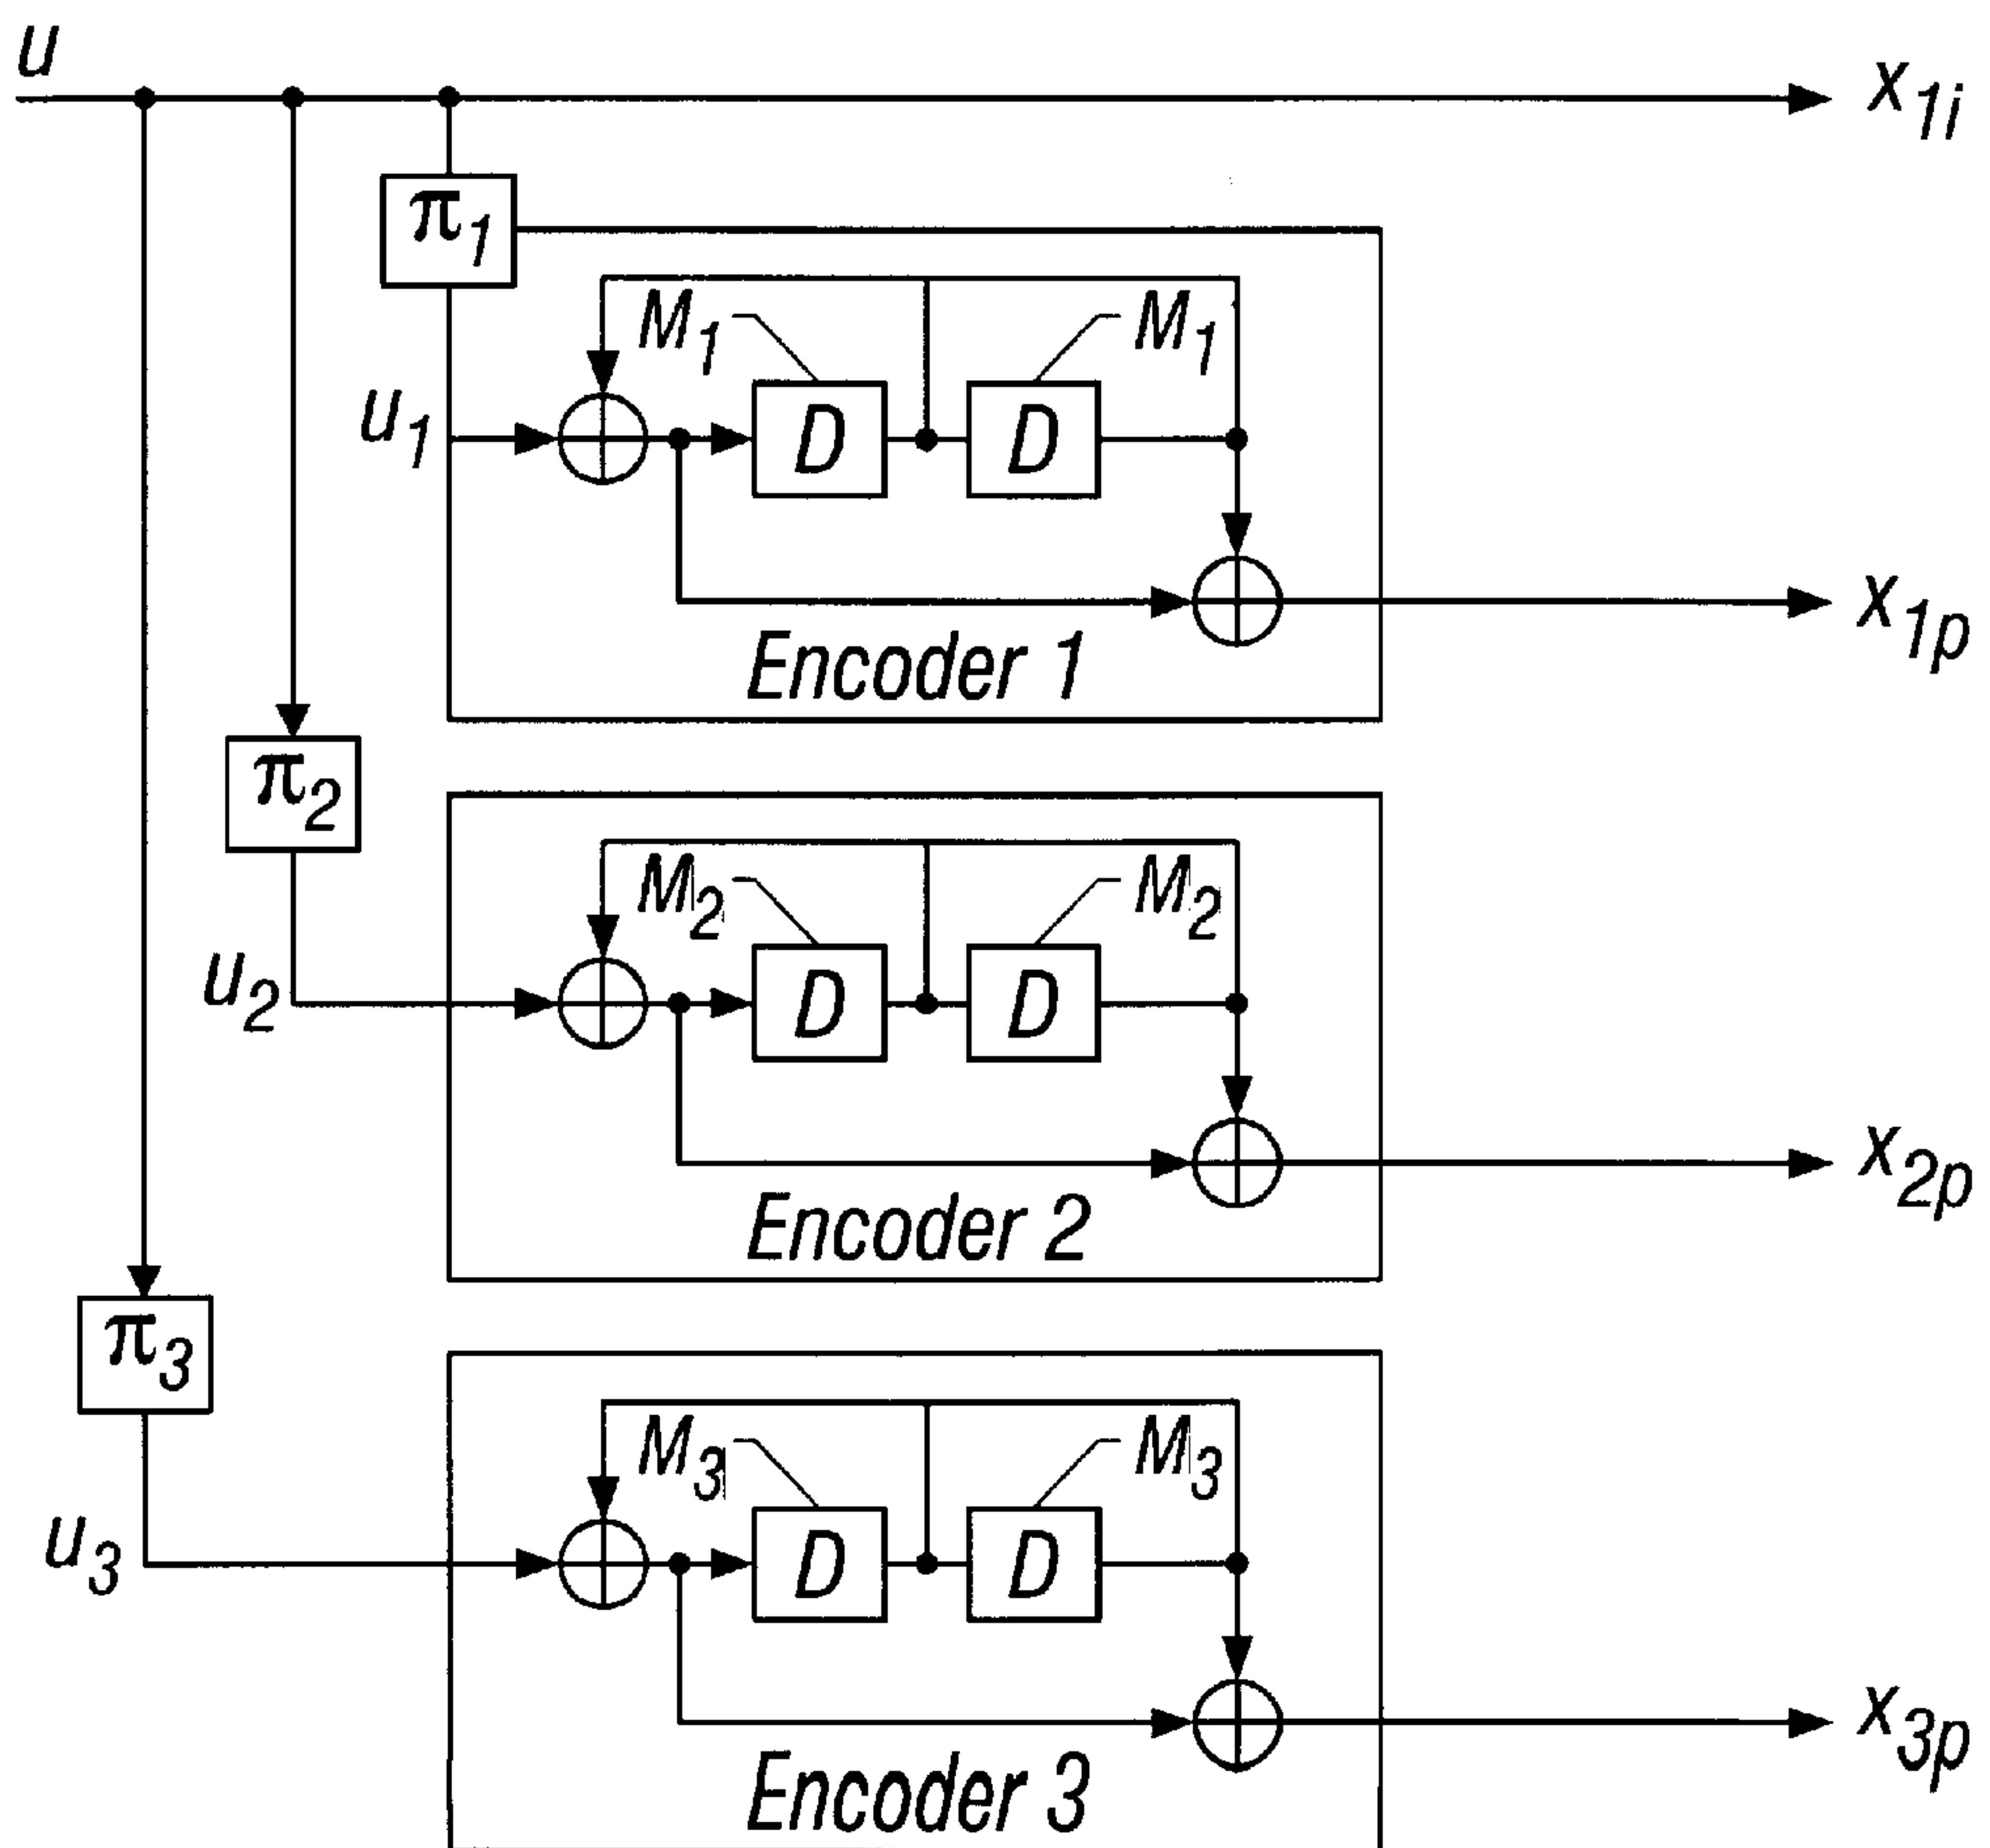 u
x1i
π1
M1 M1
u1
D D
x1p
Encoder 1
π2
M2 M2
u2
D D
x2p
Encoder 2
π3
M3 M3
u3
D D
x3p
Encoder 3